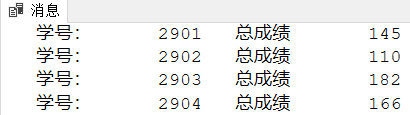 消息
学号： 2901 总成绩 145
学号： 2902 总成绩 110
学号： 2903 总成绩 182
学号： 2904 总成绩 166